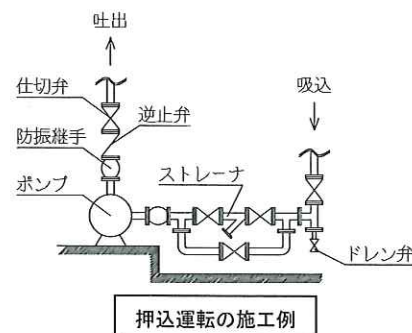 吐出
吸込
仕切弁
逆止弁
防振継手
ストレーナ
ポンプ
ドレン弁
押込運転の施工例